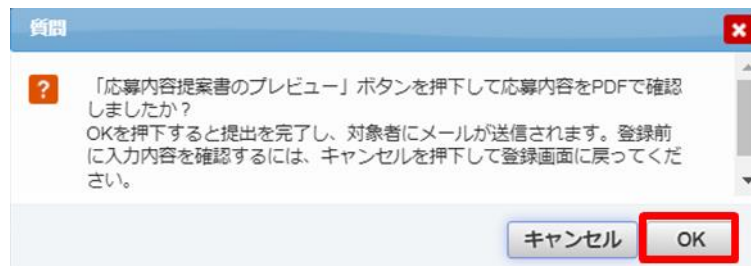 質問
「応募内容提案書のプレビュー」ボタンを押下して応募内容をPDFで確認
しましたか？
OKを押下すると提出を完了し、対象者にメールが送信されます。登録前
に入力内容を確認するには、キャンセルを押下して登録画面に戻ってくだ
さい。
キャンセル OK